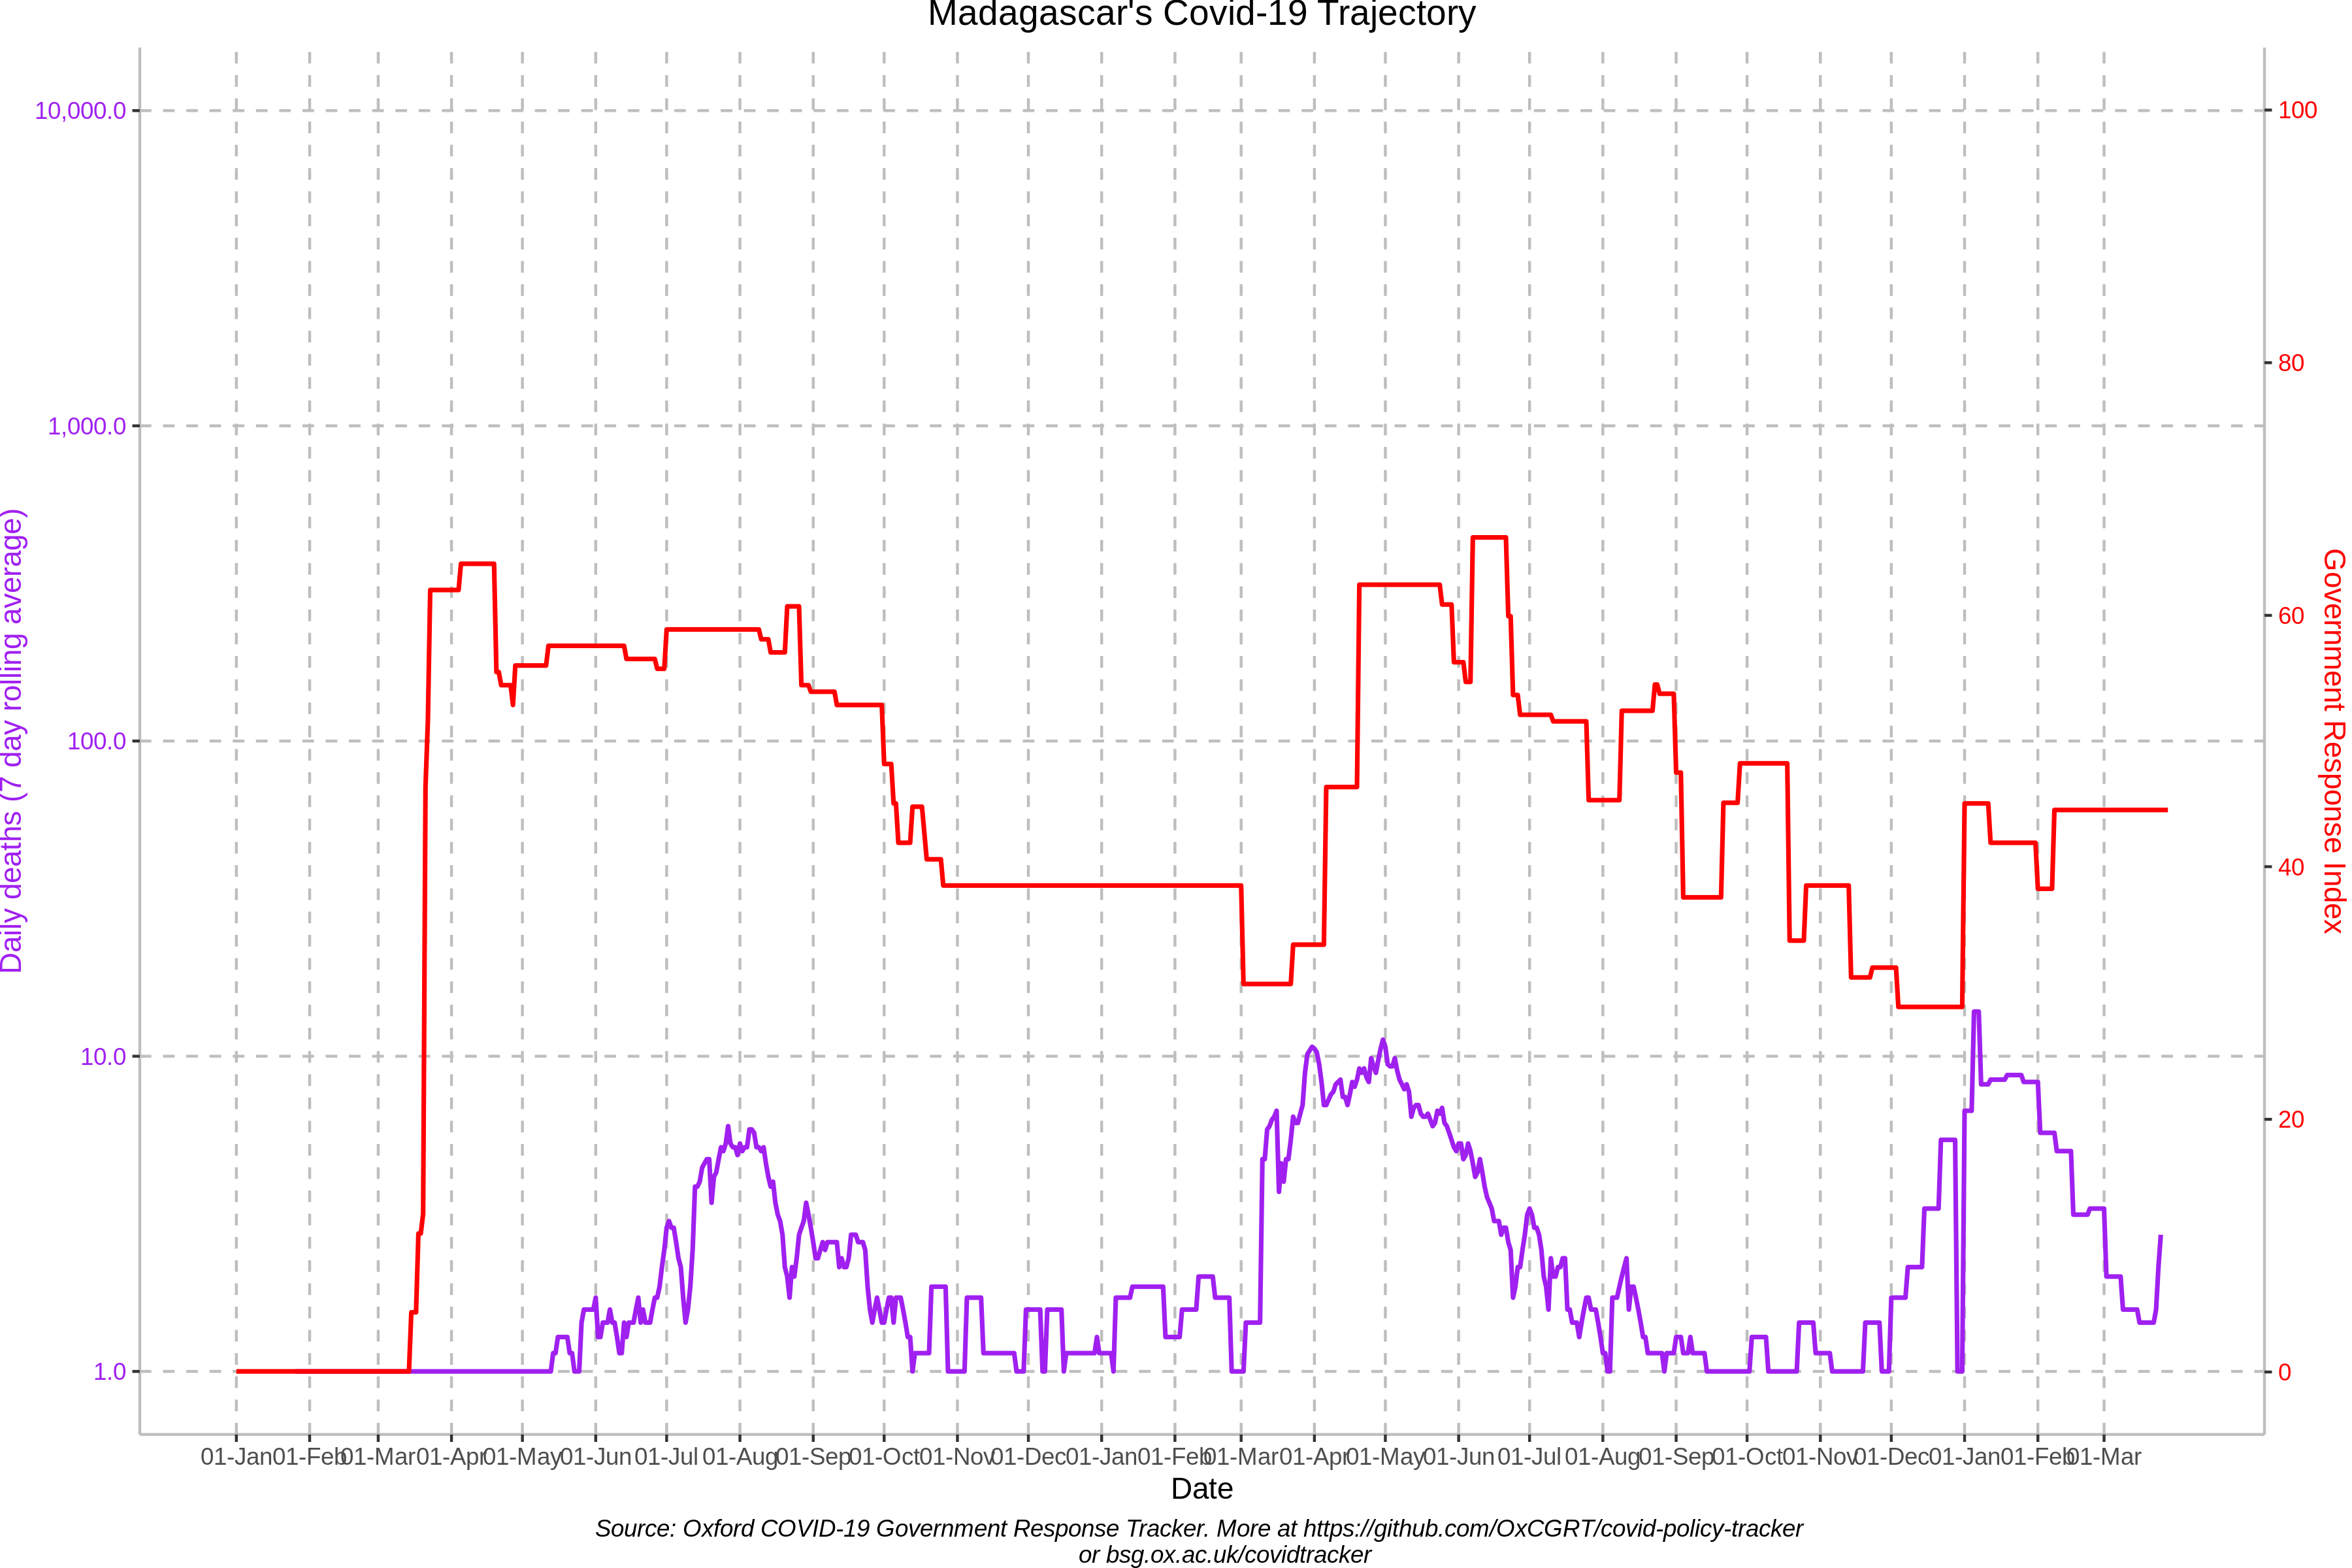 Madagascar's Covid-19 Trajectory
10,000.0
1,000.0
100.0
10.0
1.0
Daily deaths (7 day rolling average)
100
80
60
40
20
0
Government Response Index
01-Jan 01-Feb 01-Mar 01-Apr 01-May 01-Jun 01-Jul 01-Aug 01-Sep 01-Oct 01-Nov 01-Dec 01-Jan 01-Feb 01-Mar 01-Apr 01-May 01-Jun 01-Jul 01-Aug 01-Sep 01-Oct 01-Nov 01-Dec 01-Jan 01-Feb 01-Mar
Date
Source: Oxford COVID-19 Government Response Tracker. More at https://github.com/OxCGRT/covid-policy-tracker
or bsg.ox.ac.uk/covidtracker